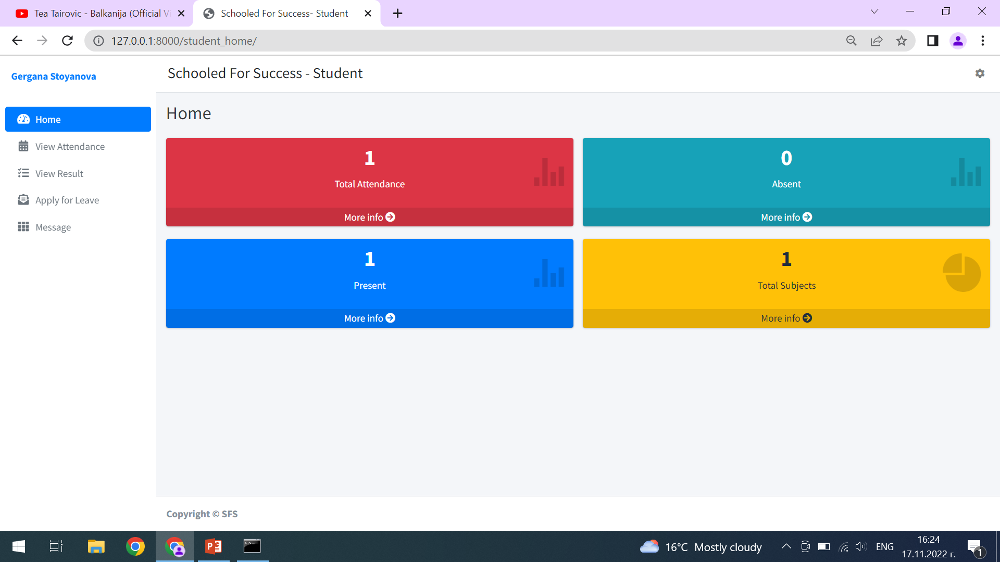 Tea Tairovic - Balkanija (Official Vi
Schooled For Success- Student
127.0.0.1:8000/student_home/
Gergana Stoyanova
Schooled For Success - Student
Home
View Attendance
View Result
Apply for Leave
Message
Home
1
Total Attendance
More info
0
Absent
More info
1
Present
More info
1
Total Subjects
More info
Copyright © SFS
16°C Mostly cloudy
ENG
16:24
17.11.2022 г.
1